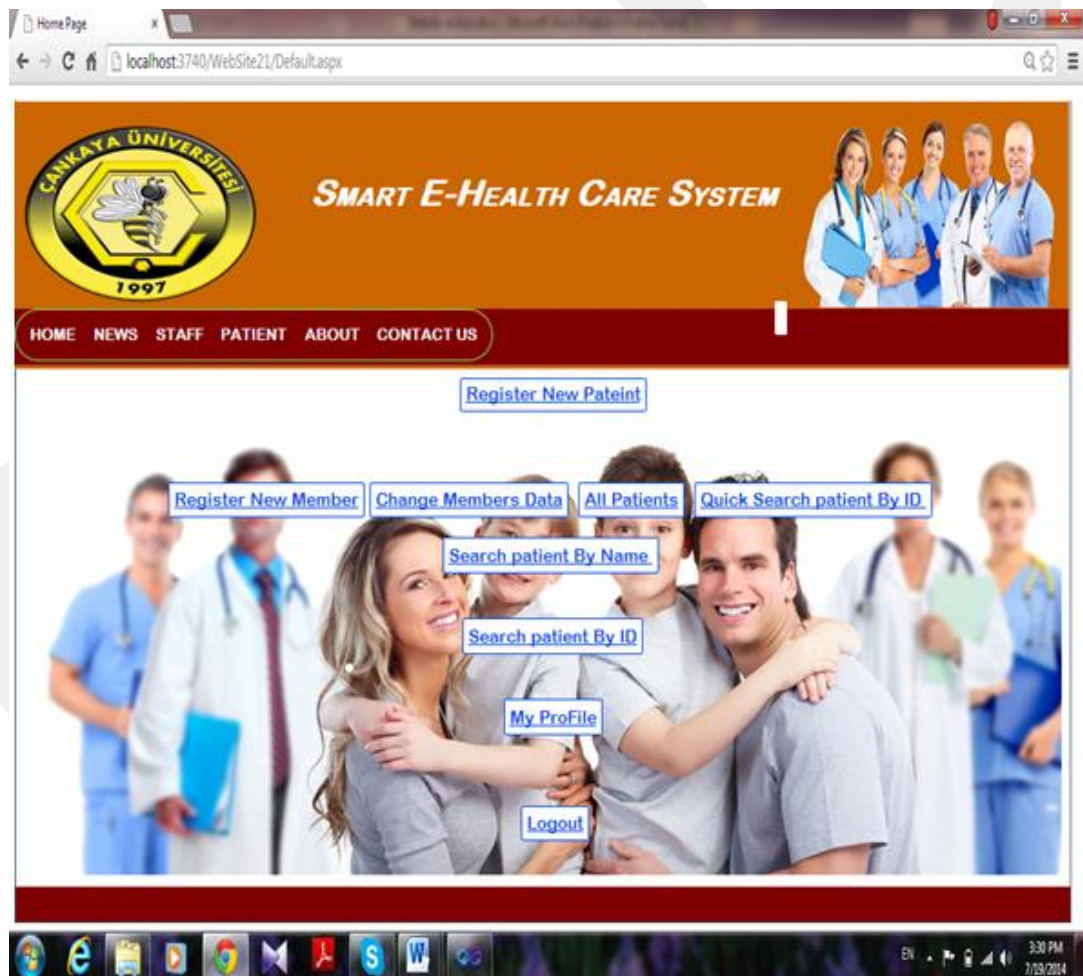 Home Page
localhost:3740/WebSite21/Default.aspx
ÇANKAYA ÜNİVERSİTESİ
1997
SMART E-HEALTH CARE SYSTEM
HOME NEWS STAFF PATIENT ABOUT CONTACT US
Register New Pateint
Register New Member Change Members Data All Patients Quick Search patient By ID
Search patient By Name
Search patient By ID
My ProFile
Logout
EN
3:30 PM
7/19/2014